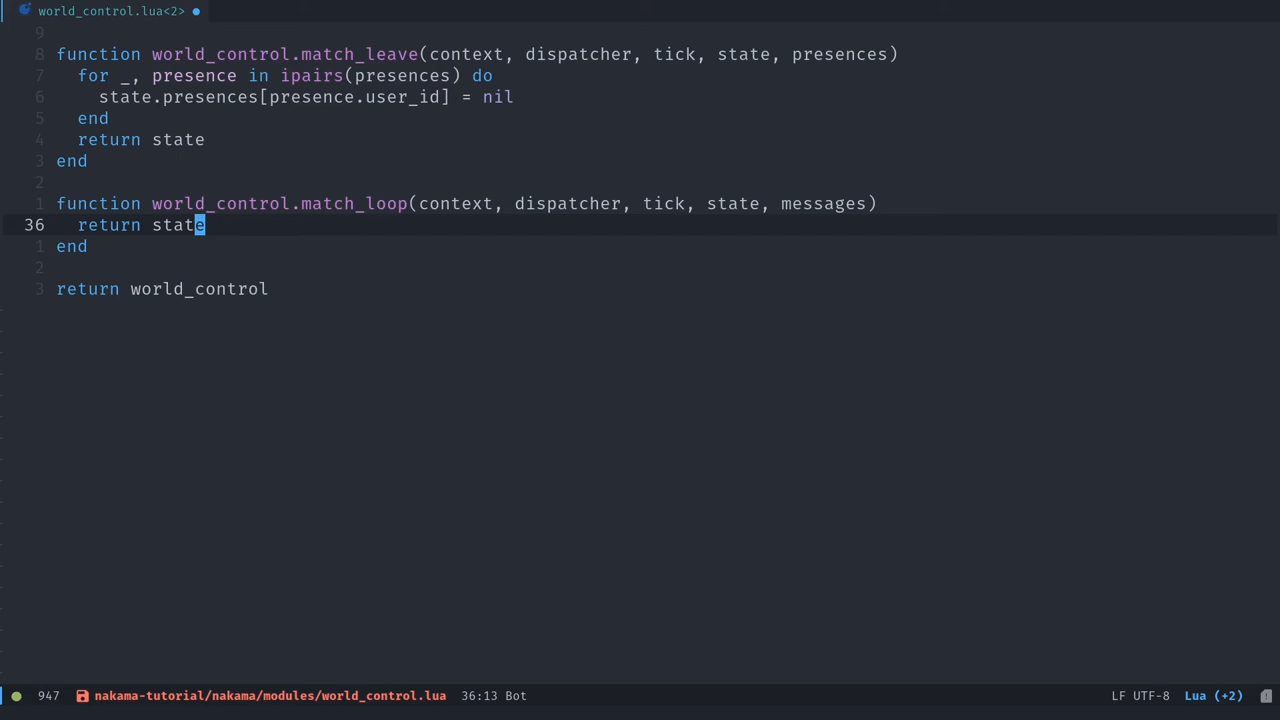 world_control.lua<2>
9
8 function world_control.match_leave(context, dispatcher, tick, state, presences)
7 for _, presence in ipairs(presences) do
6 state.presences[presence.user_id] = nil
5 end
4 return state
3 end
2
1 function world_control.match_loop(context, dispatcher, tick, state, messages)
36 return state
1 end
2
3 return world_control
947 nakama-tutorial/nakama/modules/world_control.lua 36:13 Bot LF UTF-8 Lua (+2)